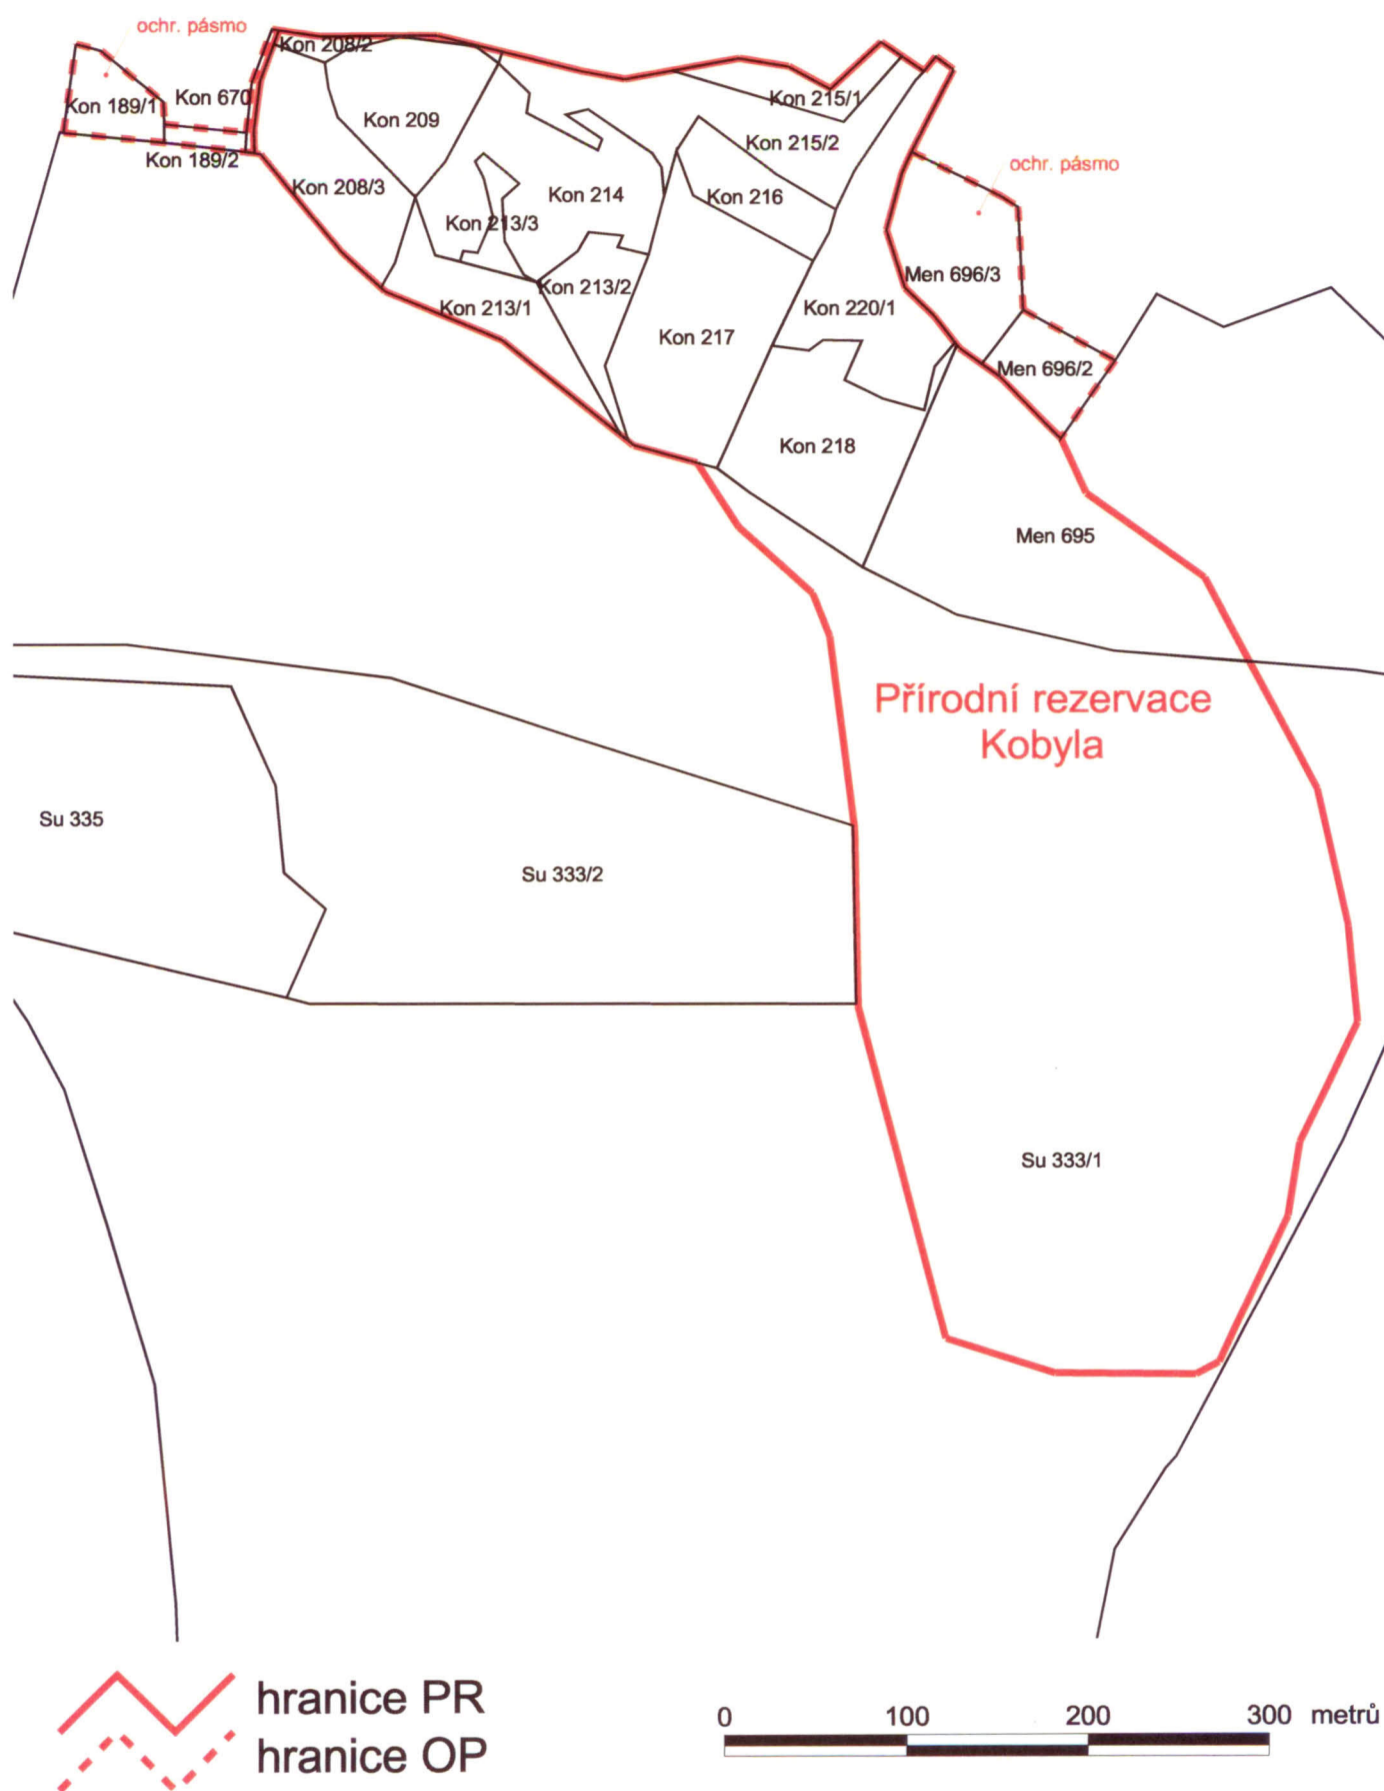 ochr. pásmo
Kon 208/2
Kon 189/1
Kon 670
Kon 215/1
Kon 209
Kon 215/2
Kon 189/2
ochr. pásmo
Kon 208/3
Kon 214
Kon 216
Kon 213/3
Men 696/3
Kon 213/2
Kon 213/1
Kon 220/1
Kon 217
Men 696/2
Kon 218
Men 695
Přírodní rezervace
Kobyla
Su 335
Su 333/2
Su 333/1
hranice PR
hranice OP
0 100 200 300 metrů